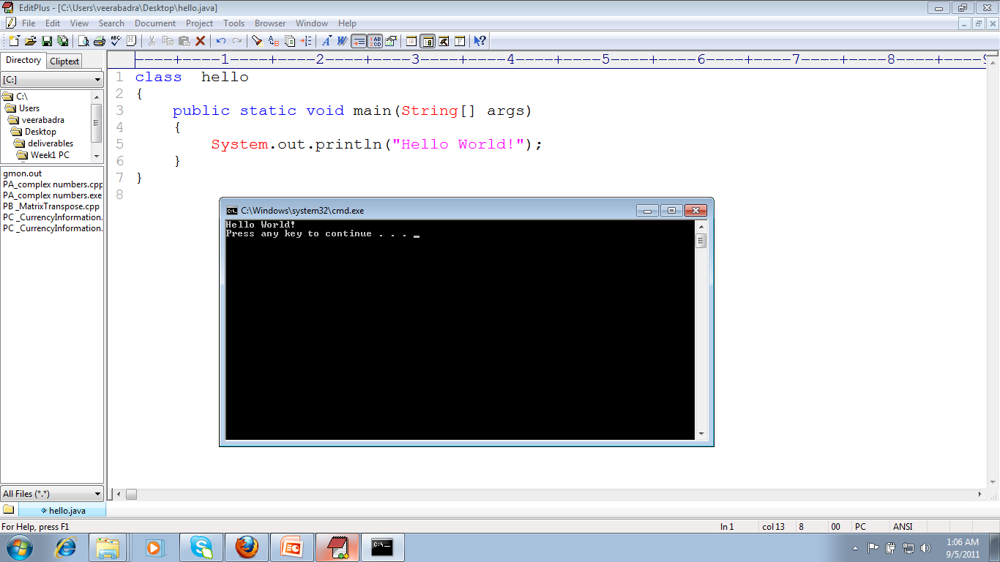 EditPlus - [C:\Users\veerabadra\Desktop\hello.java]
File Edit View Search Document Project Tools Browser Window Help
Directory Cliptext
[C:]
C:\
Users
veerabadra
Desktop
deliverables
Week1 PC
gmon.out
PA_complex numbers.cpp
PA_complex numbers.exe
PB _MatrixTranspose.cpp
PC _CurrencyInformation.
PC _CurrencyInformation.
All Files (*.*)
hello.java
----+----1----+----2----+----3----+----4----+----5----+----6----+----7----+----8----+----9
1 class  hello
2 {
3     public static void main(String[] args)
4     {
5         System.out.println("Hello World!");
6     }
7 }
8
C:\Windows\system32\cmd.exe
Hello World!
Press any key to continue . . . _
For Help, press F1 ln 1 col 13 8 00 PC ANSI
1:06 AM
9/5/2011